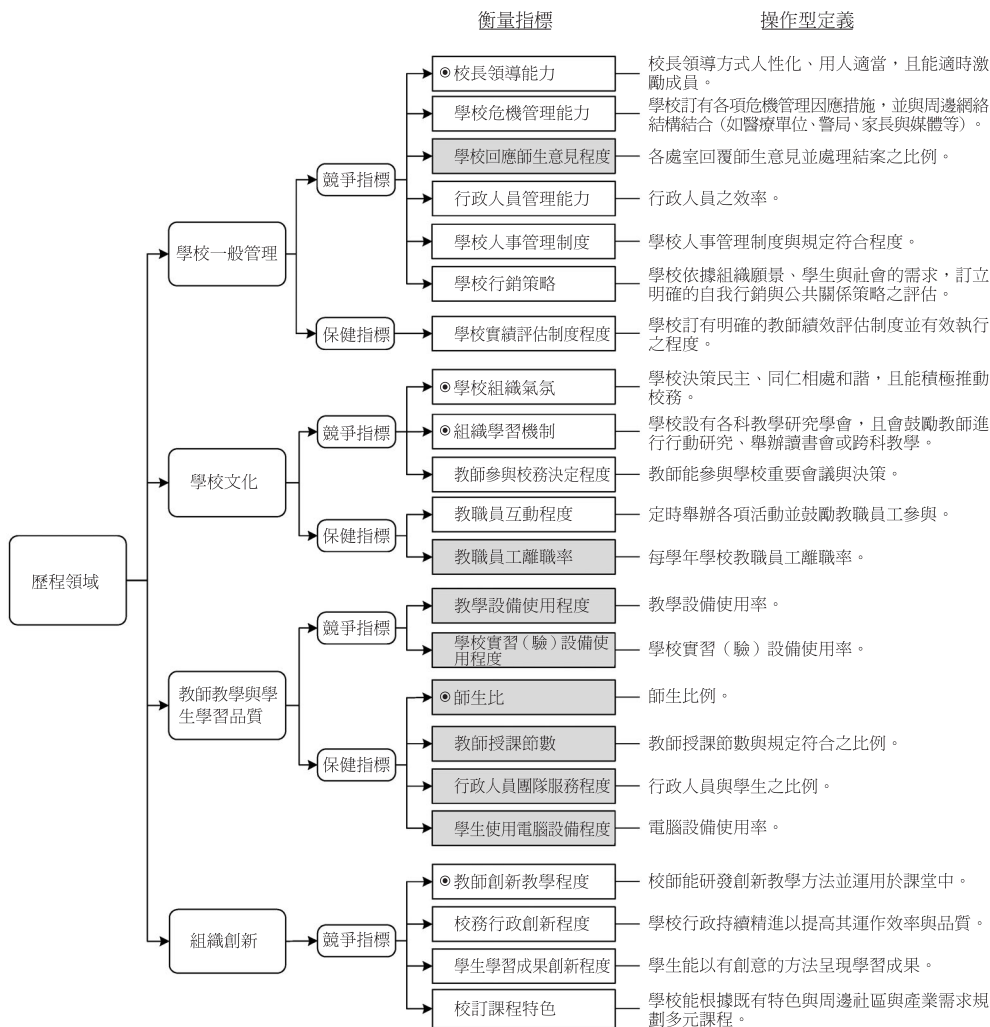 衡量指標
操作型定義
歷程領域
學校一般管理
競爭指標
◉校長領導能力
校長領導方式人性化、用人適當，且能適時激
勵成員。
學校危機管理能力
學校訂有各項危機管理因應措施，並與周邊網絡
結構結合（如醫療單位、警局、家長與媒體等）。
學校回應師生意見程度
各處室回覆師生意見並處理結案之比例。
行政人員管理能力
行政人員之效率。
學校人事管理制度
學校人事管理制度與規定符合程度。
學校行銷策略
學校依據組織願景、學生與社會的需求，訂立
明確的自我行銷與公共關係策略之評估。
保健指標
學校實績評估制度程度
學校訂有明確的教師績效評估制度並有效執行
之程度。
學校文化
競爭指標
◉學校組織氣氛
學校決策民主、同仁相處和諧，且能積極推動
校務。
◉組織學習機制
學校設有各科教學研究學會，且會鼓勵教師進
行行動研究、舉辦讀書會或跨科教學。
教師參與校務決定程度
教師能參與學校重要會議與決策。
保健指標
教職員互動程度
定時舉辦各項活動並鼓勵教職員工參與。
教職員工離職率
每學年學校教職員工離職率。
教師教學與學
生學習品質
競爭指標
教學設備使用程度
教學設備使用率。
學校實習（驗）設備使
用程度
學校實習（驗）設備使用率。
保健指標
◉師生比
師生比例。
教師授課節數
教師授課節數與規定符合之比例。
行政人員團隊服務程度
行政人員與學生之比例。
學生使用電腦設備程度
電腦設備使用率。
組織創新
競爭指標
◉教師創新教學程度
校師能研發創新教學方法並運用於課堂中。
校務行政創新程度
學校行政持續精進以提高其運作效率與品質。
學生學習成果創新程度
學生能以有創意的方法呈現學習成果。
校訂課程特色
學校能根據既有特色與周邊社區與產業需求規
劃多元課程。